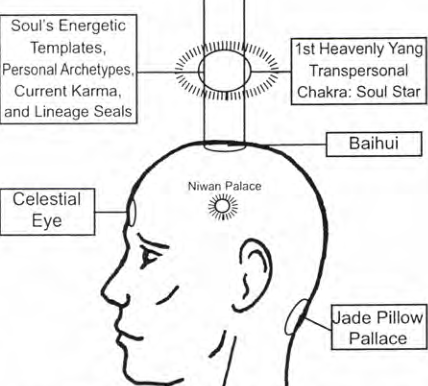 Soul's Energetic
Templates,
Personal Archetypes,
Current Karma,
and Lineage Seals
1st Heavenly Yang
Transpersonal
Chakra: Soul Star
Baihui
Niwan Palace
Celestial
Eye
Jade Pillow
Pallace